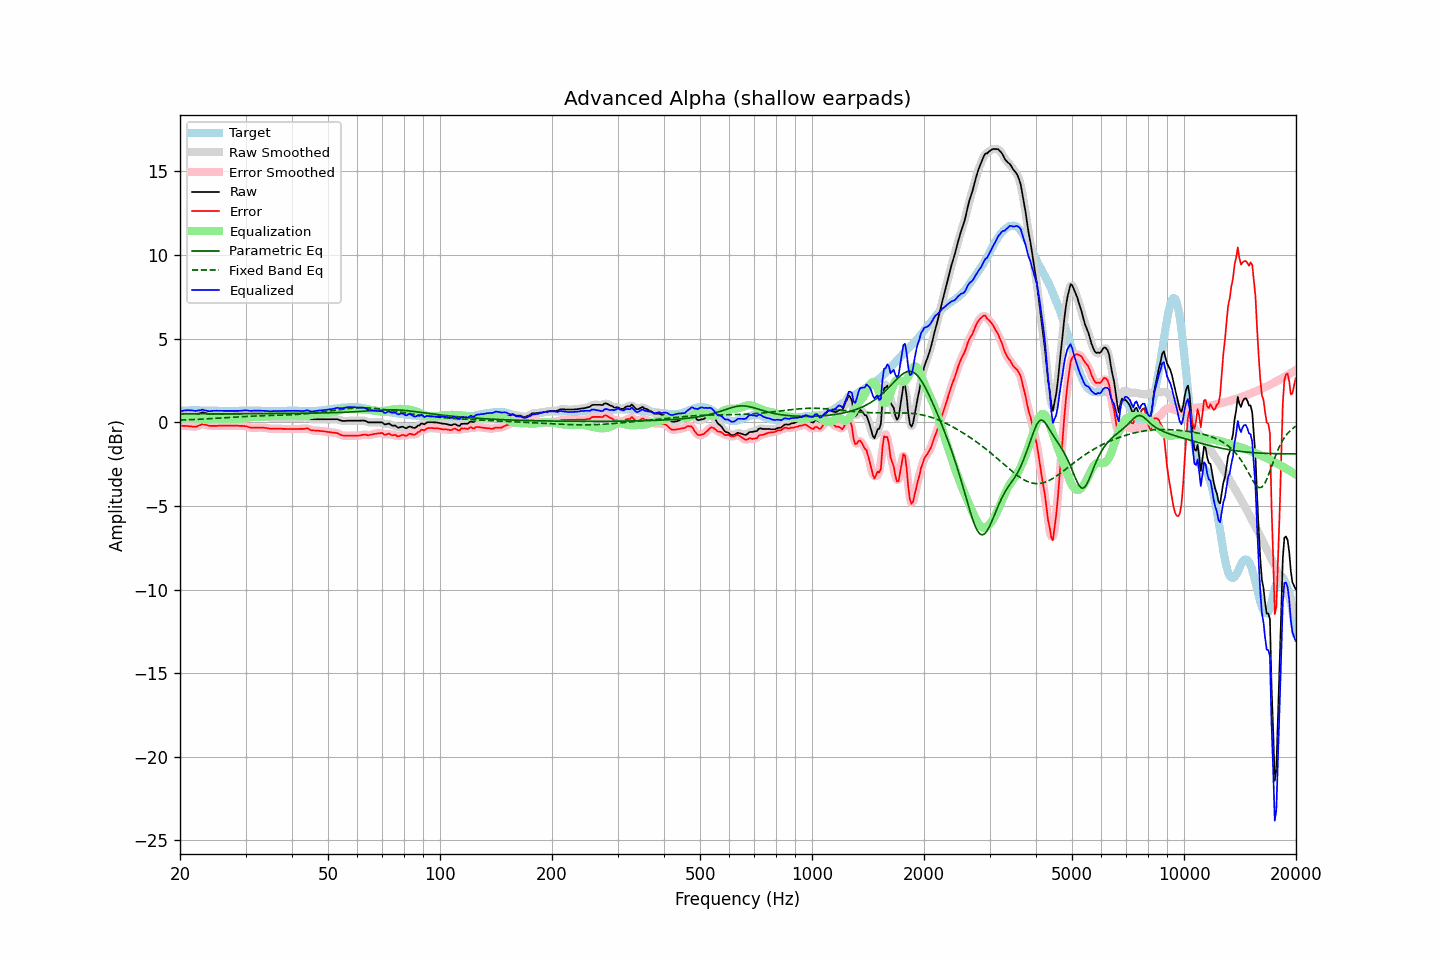 Advanced Alpha (shallow earpads)
Target
Raw Smoothed
Error Smoothed
Raw
Error
Equalization
Parametric Eq
Fixed Band Eq
Equalized
15
10
5
0
−5
−10
−15
−20
−25
Amplitude (dBr)
20 50 100 200 500 1000 2000 5000 10000 20000
Frequency (Hz)